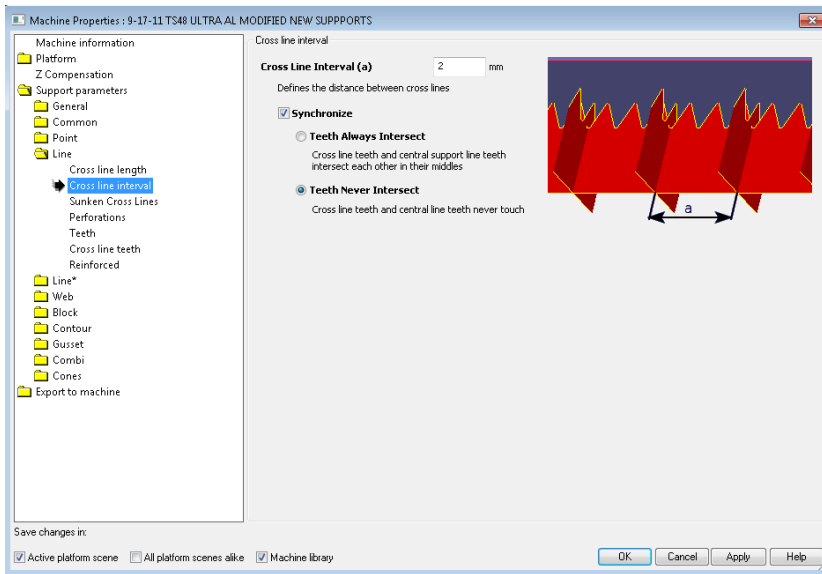 Machine Properties : 9-17-11 TS48 ULTRA AL MODIFIED NEW SUPPPORTS
Machine information
Platform
Z Compensation
Support parameters
General
Common
Point
Line
Cross line length
Cross line interval
Sunken Cross Lines
Perforations
Teeth
Cross line teeth
Reinforced
Line*
Web
Block
Contour
Gusset
Combi
Cones
Export to machine
Cross line interval
Cross Line Interval (a) 2 mm
Defines the distance between cross lines
Synchronize
Teeth Always Intersect
Cross line teeth and central support line teeth
intersect each other in their middles
Teeth Never Intersect
Cross line teeth and central line teeth never touch
a
Save changes in:
Active platform scene All platform scenes alike Machine library
OK Cancel Apply Help